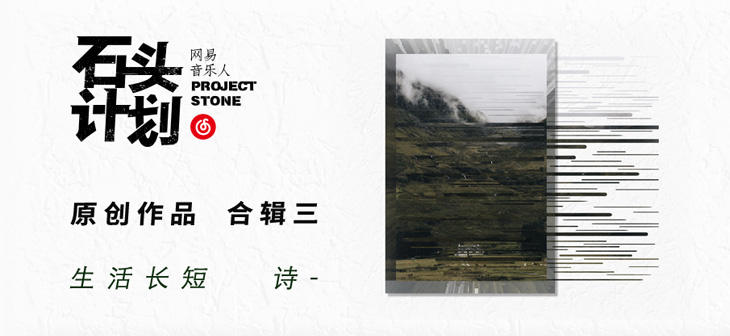 石头
计划
网易
音乐人
PROJECT
STONE
原创作品 合辑三
生活长短 诗-